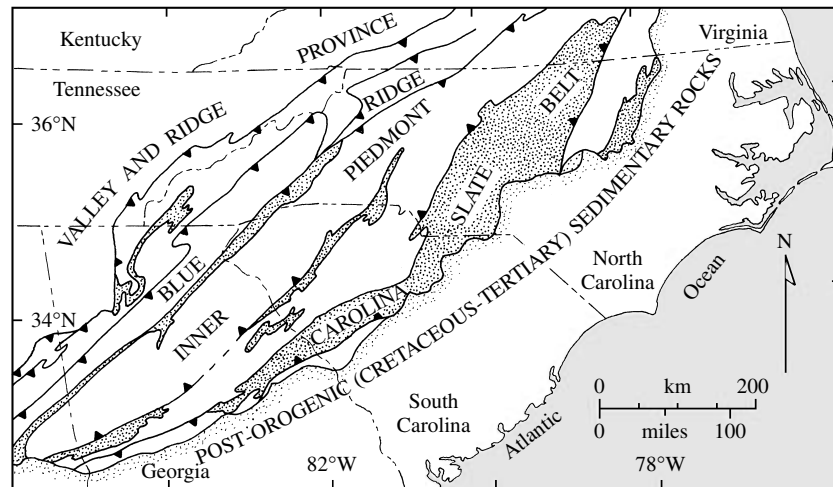 Kentucky
Virginia
PROVINCE
Tennessee
RIDGE
BELT
36°N
VALLEY AND RIDGE
PIEDMONT
SLATE
BLUE
INNER
CAROLINA
34°N
POST-OROGENIC (CRETACEOUS-TERTIARY) SEDIMENTARY ROCKS
North
Carolina
Ocean
N
0 km 200
0 miles 100
South
Carolina
Atlantic
Georgia
82°W
78°W